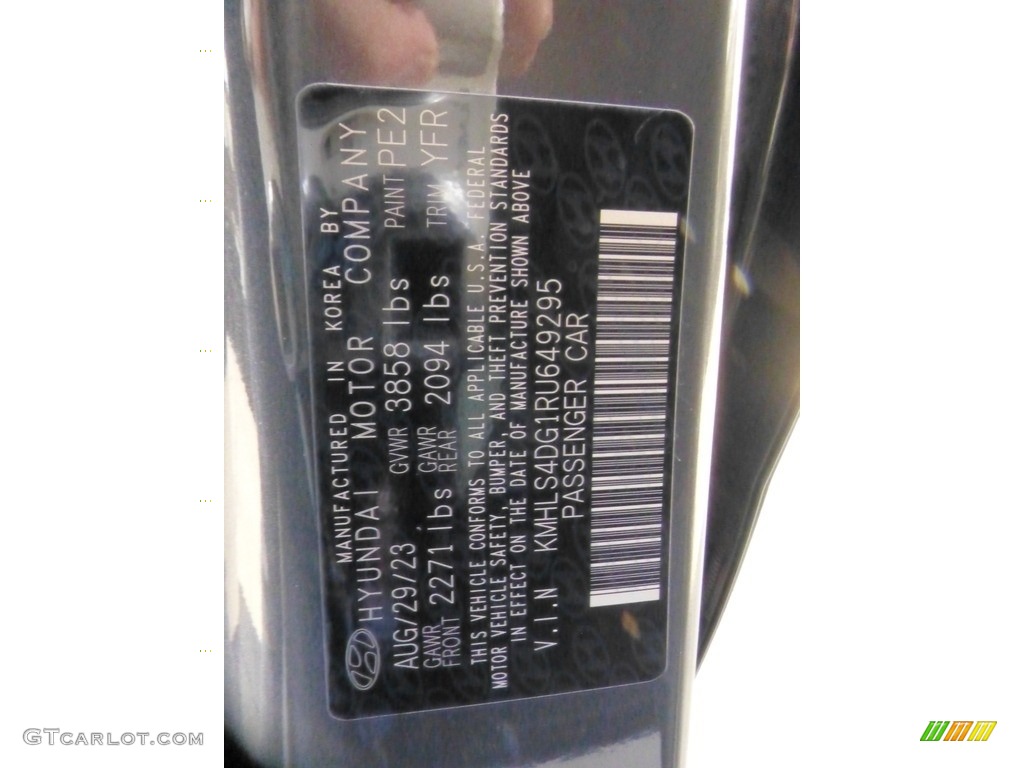 MANUFACTURED IN KOREA BY
HYUNDAI MOTOR COMPANY
AUG/29/23 GVWR 3858 lbs PAINT PE2
GAWR FRONT 2271 lbs GAWR REAR 2094 lbs TRIM YFR
THIS VEHICLE CONFORMS TO ALL APPLICABLE U.S.A. FEDERAL
MOTOR VEHICLE SAFETY, BUMPER, AND THEFT PREVENTION STANDARDS
IN EFFECT ON THE DATE OF MANUFACTURE SHOWN ABOVE
V.I.N KMHLS4DG1RU649295
PASSENGER CAR
GTCARLOT.COM